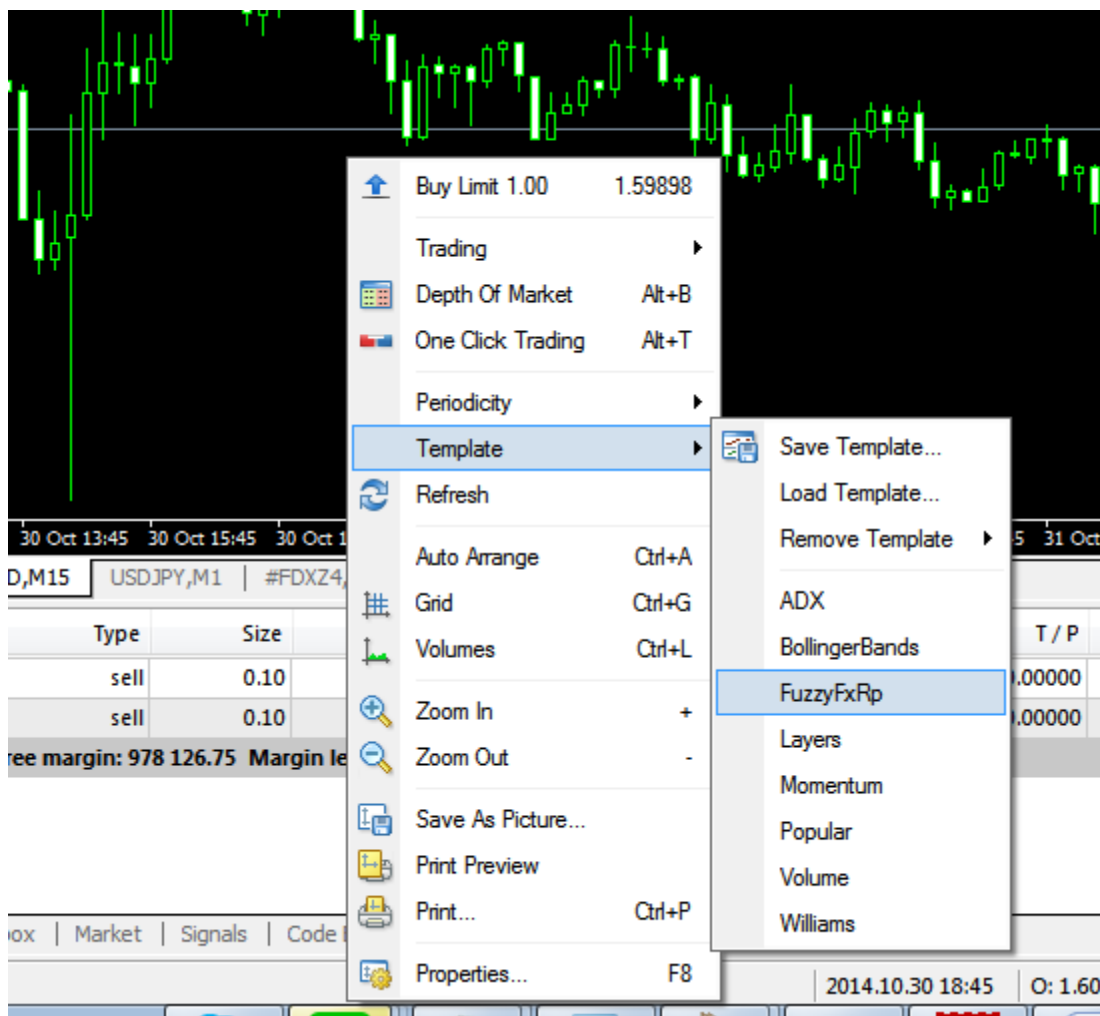 Buy Limit 1.00 1.59898
Trading
Depth Of Market Alt+B
One Click Trading Alt+T
Periodicity
Template
Refresh
Auto Arrange Ctrl+A
Grid Ctrl+G
Volumes Ctrl+L
Zoom In +
Zoom Out -
Save As Picture...
Print Preview
Print... Ctrl+P
Properties... F8
Save Template...
Load Template...
Remove Template
ADX
BollingerBands
FuzzyFxRp
Layers
Momentum
Popular
Volume
Williams
30 Oct 13:45 30 Oct 15:45 30 Oct 1 5 31 Oct
D,M15 USDJPY,M1 #FDXZ4,
Type Size T / P
sell 0.10 .00000
sell 0.10 .00000
ree margin: 978 126.75 Margin le
ox | Market | Signals | Code
2014.10.30 18:45 O: 1.60